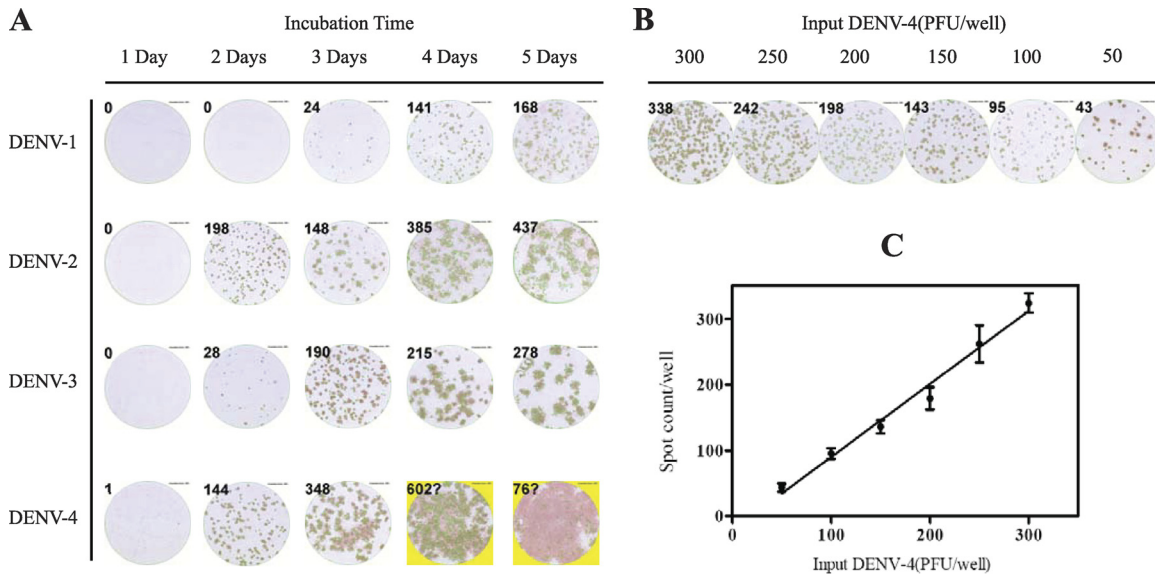 A
Incubation Time
1 Day 2 Days 3 Days 4 Days 5 Days
DENV-1
0 0 24 141 168
DENV-2
0 198 148 385 437
DENV-3
0 28 190 215 278
DENV-4
1 144 348 602? 76?
B
Input DENV-4(PFU/well)
300 250 200 150 100 50
338 242 198 143 95 43
C
Spot count/well
300
200
100
0
0 100 200 300
Input DENV-4(PFU/well)